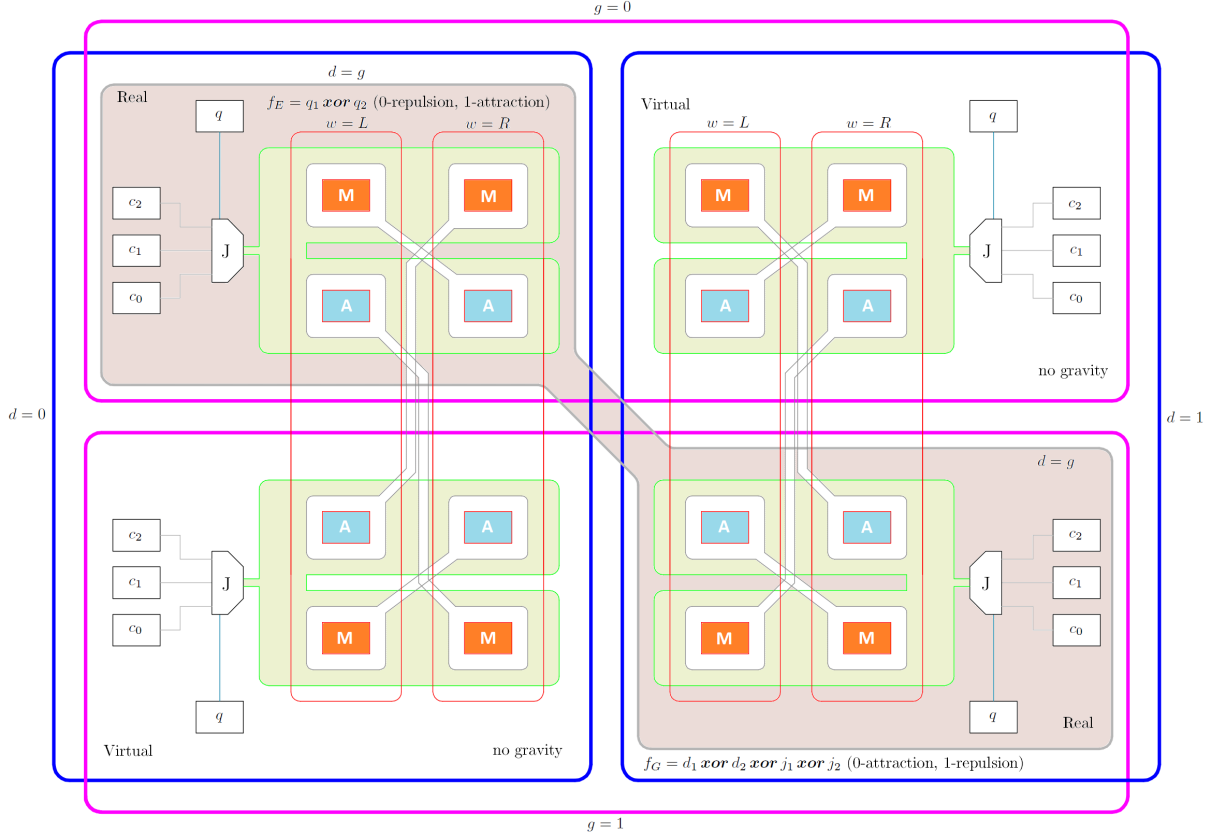 g = 0
d = g
Real
f_E = q_1 xor q_2 (0-repulsion, 1-attraction)
Virtual
w = L
w = R
w = L
w = R
q
q
M
M
M
M
c_2
c_1
c_0
J
J
c_2
c_1
c_0
A
A
A
A
no gravity
d = 0
d = 1
d = g
A
A
A
A
c_2
c_1
c_0
J
J
c_2
c_1
c_0
M
M
M
M
q
q
Virtual
no gravity
Real
f_G = d_1 xor d_2 xor j_1 xor j_2 (0-attraction, 1-repulsion)
g = 1